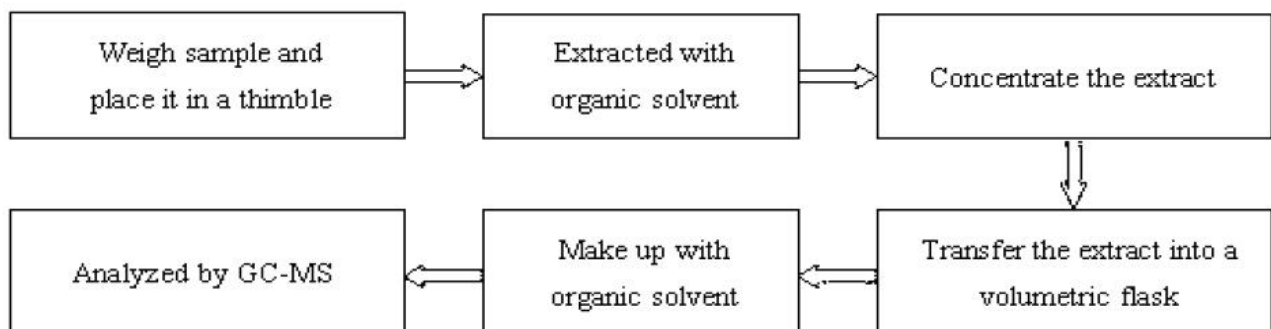 Weigh sample and
place it in a thimble
Extracted with
organic solvent
Concentrate the extract
Transfer the extract into a
volumetric flask
Make up with
organic solvent
Analyzed by GC-MS